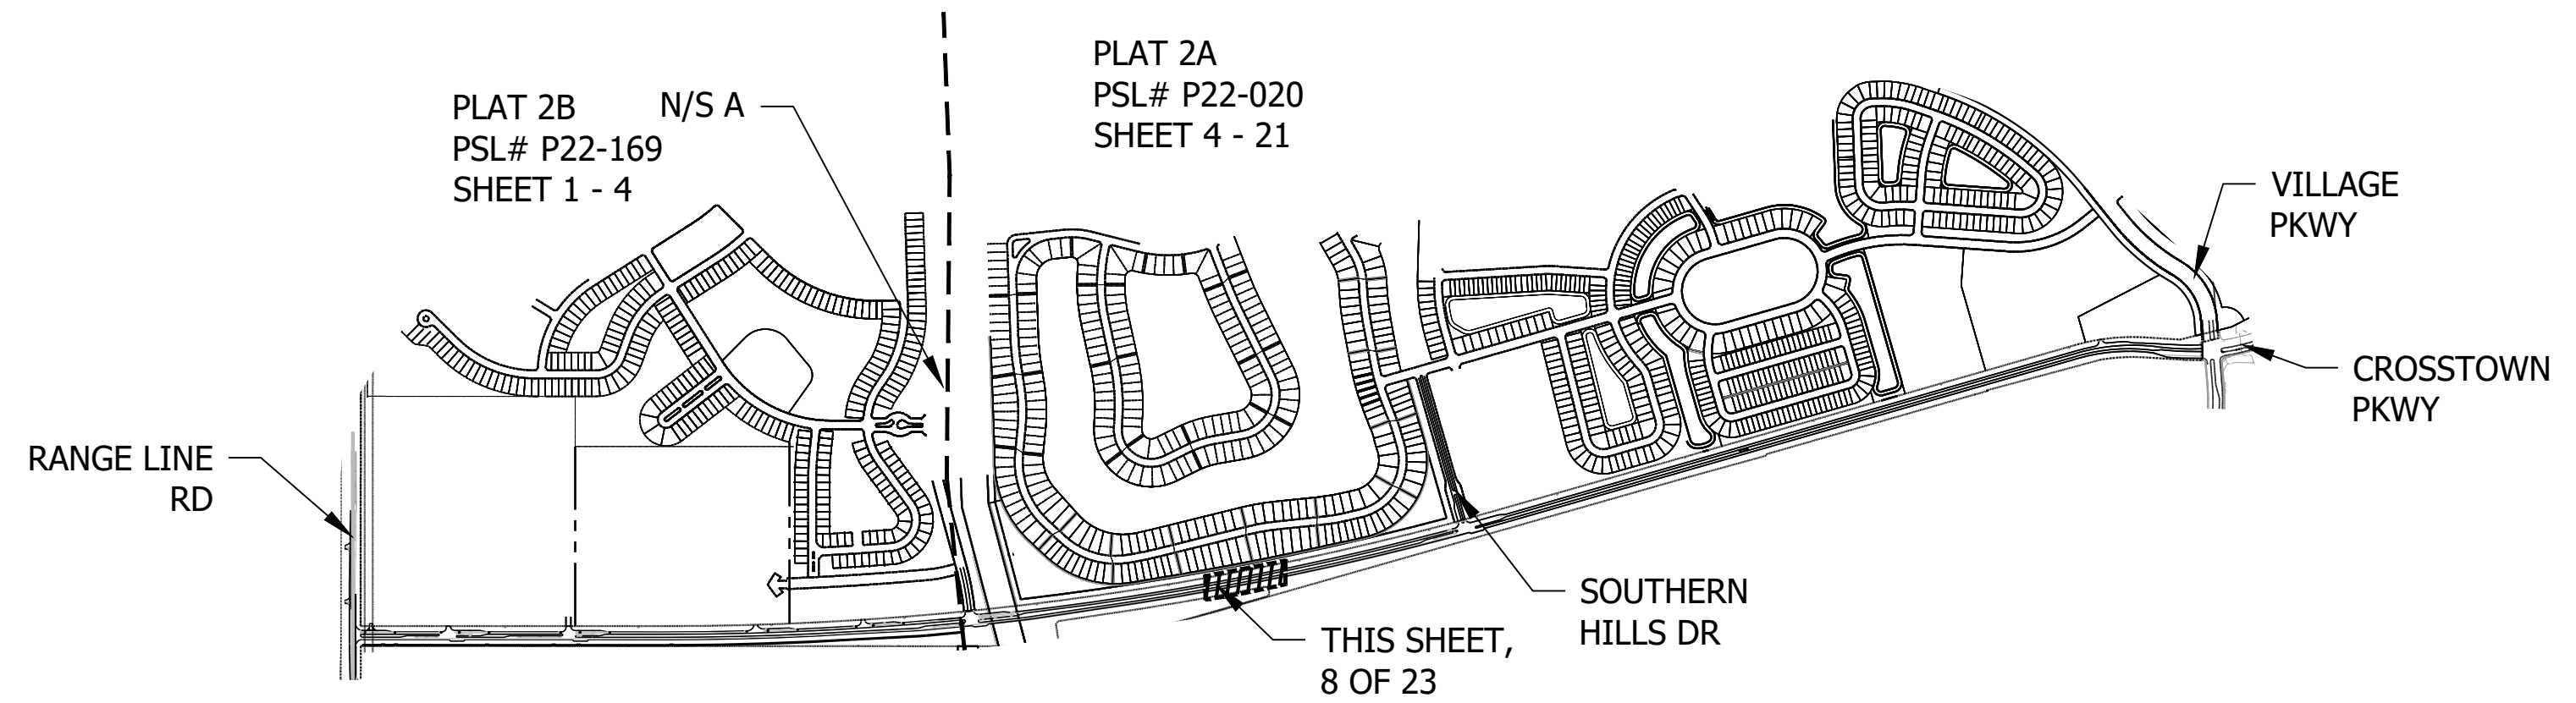 PLAT 2A
PSL# P22-020
SHEET 4 - 21
PLAT 2B
PSL# P22-169
SHEET 1 - 4
N/S A
VILLAGE
PKWY
CROSSTOWN
PKWY
RANGE LINE
RD
SOUTHERN
HILLS DR
THIS SHEET,
8 OF 23